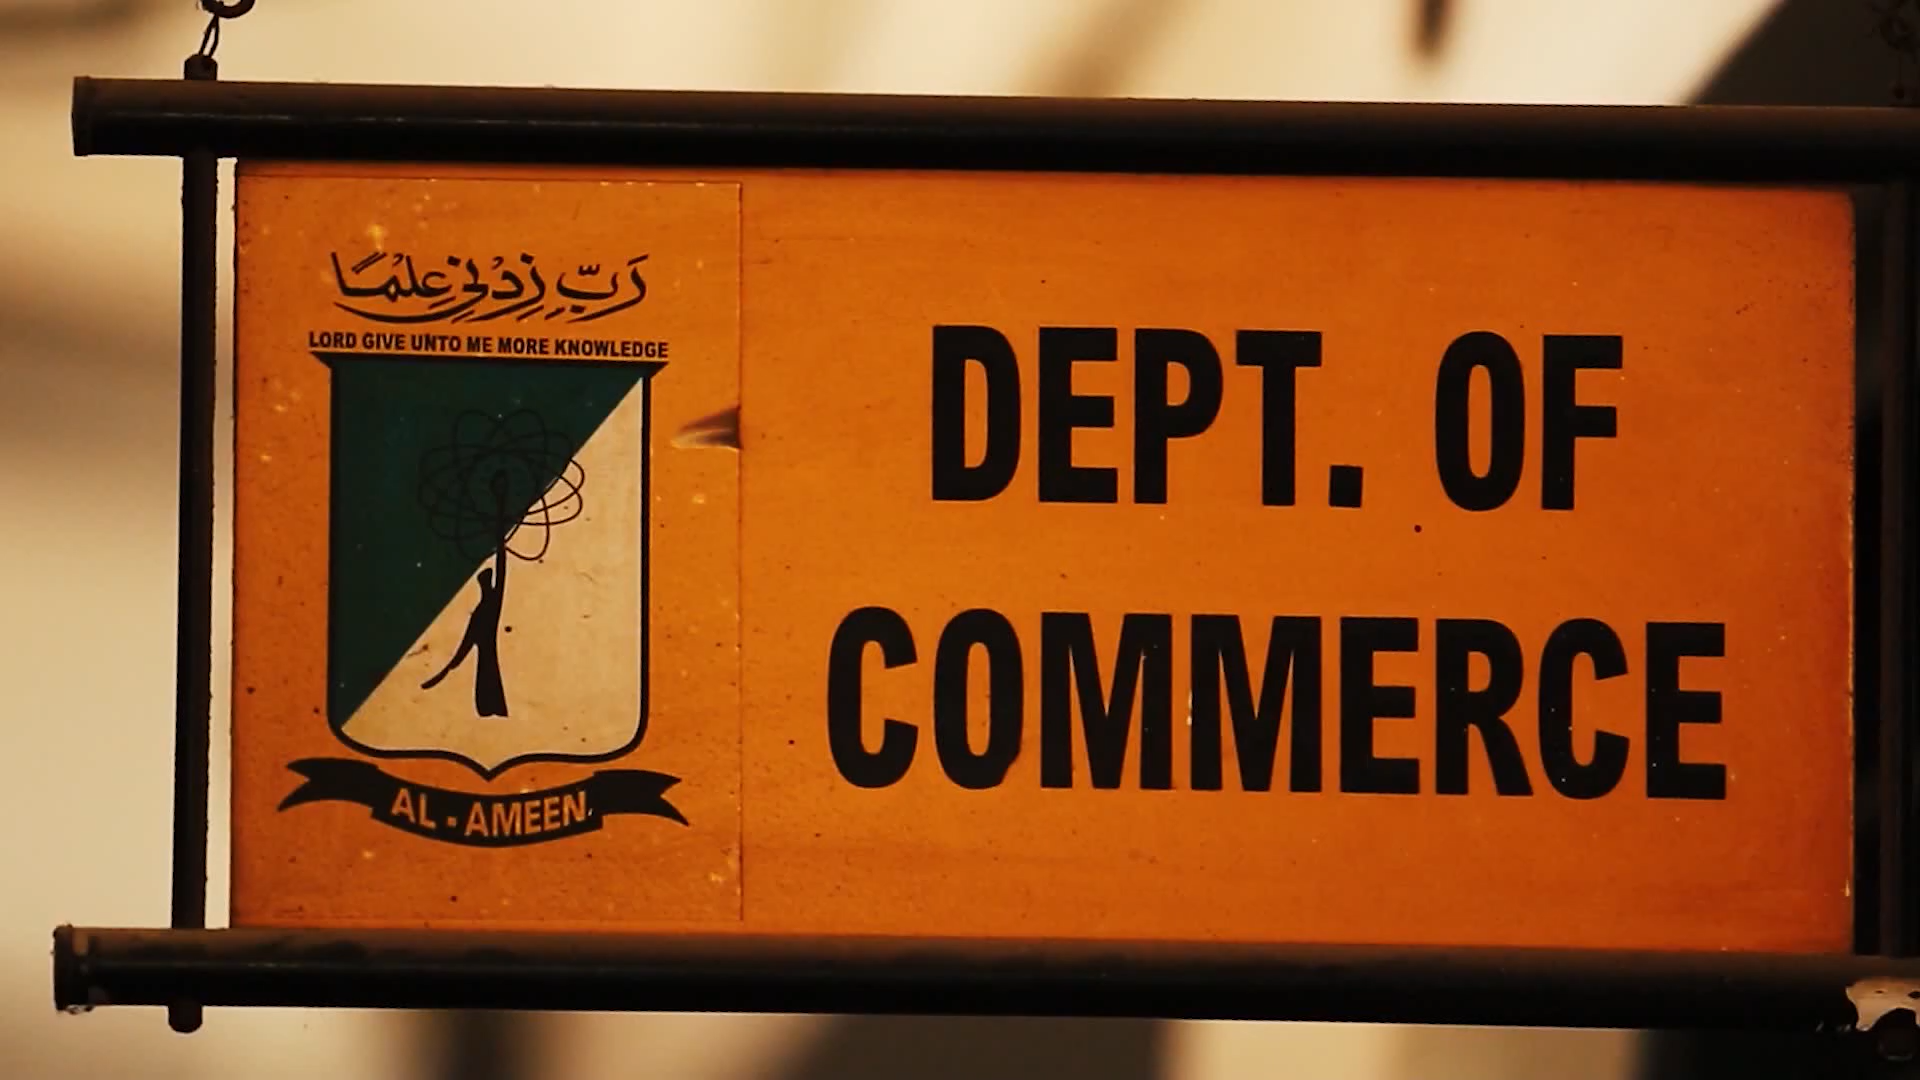 رَبِّ زِدْنِي عِلْمًا
LORD GIVE UNTO ME MORE KNOWLEDGE
AL-AMEEN
DEPT. OF
COMMERCE